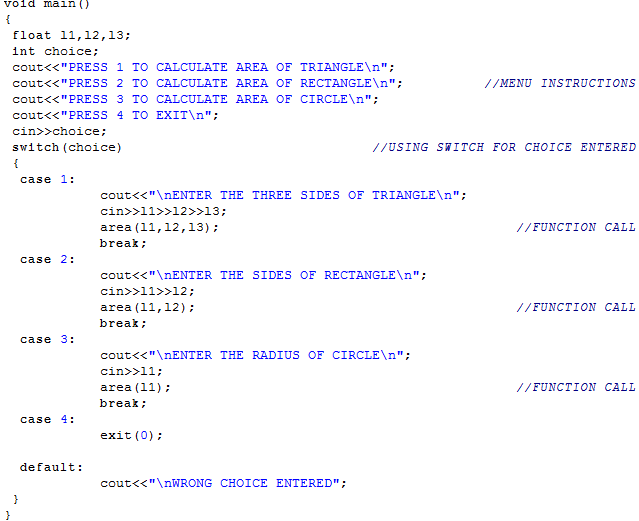 void main()
{
float l1,l2,l3;
int choice;
cout<<"PRESS 1 TO CALCULATE AREA OF TRIANGLE\n";
cout<<"PRESS 2 TO CALCULATE AREA OF RECTANGLE\n"; //MENU INSTRUCTIONS
cout<<"PRESS 3 TO CALCULATE AREA OF CIRCLE\n";
cout<<"PRESS 4 TO EXIT\n";
cin>>choice;
switch(choice) //USING SWITCH FOR CHOICE ENTERED
{
case 1:
cout<<"\nENTER THE THREE SIDES OF TRIANGLE\n";
cin>>l1>>l2>>l3;
area(l1,l2,l3); //FUNCTION CALL
break;
case 2:
cout<<"\nENTER THE SIDES OF RECTANGLE\n";
cin>>l1>>l2;
area(l1,l2); //FUNCTION CALL
break;
case 3:
cout<<"\nENTER THE RADIUS OF CIRCLE\n";
cin>>l1;
area(l1); //FUNCTION CALL
break;
case 4:
exit(0);
default:
cout<<"\nWRONG CHOICE ENTERED";
}
}